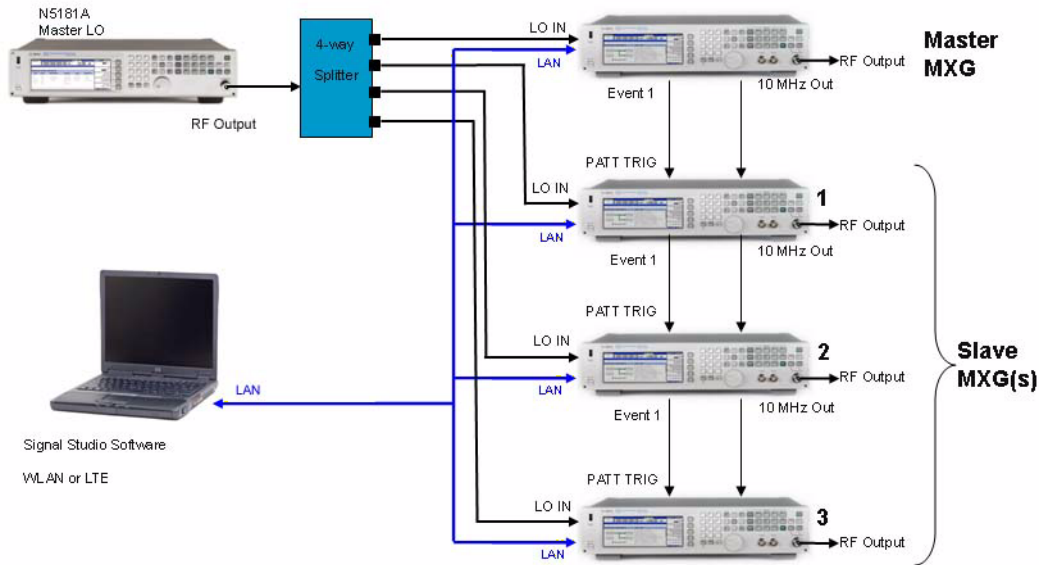 N5181A
Master LO
RF Output
4-way
Splitter
LO IN
LAN
Master
MXG
RF Output
Event 1
10 MHz Out
PATT TRIG
LO IN
1
LAN
RF Output
Event 1
10 MHz Out
PATT TRIG
LO IN
2
LAN
RF Output
Event 1
10 MHz Out
Slave
MXG(s)
LAN
Signal Studio Software
WLAN or LTE
PATT TRIG
LO IN
3
LAN
RF Output